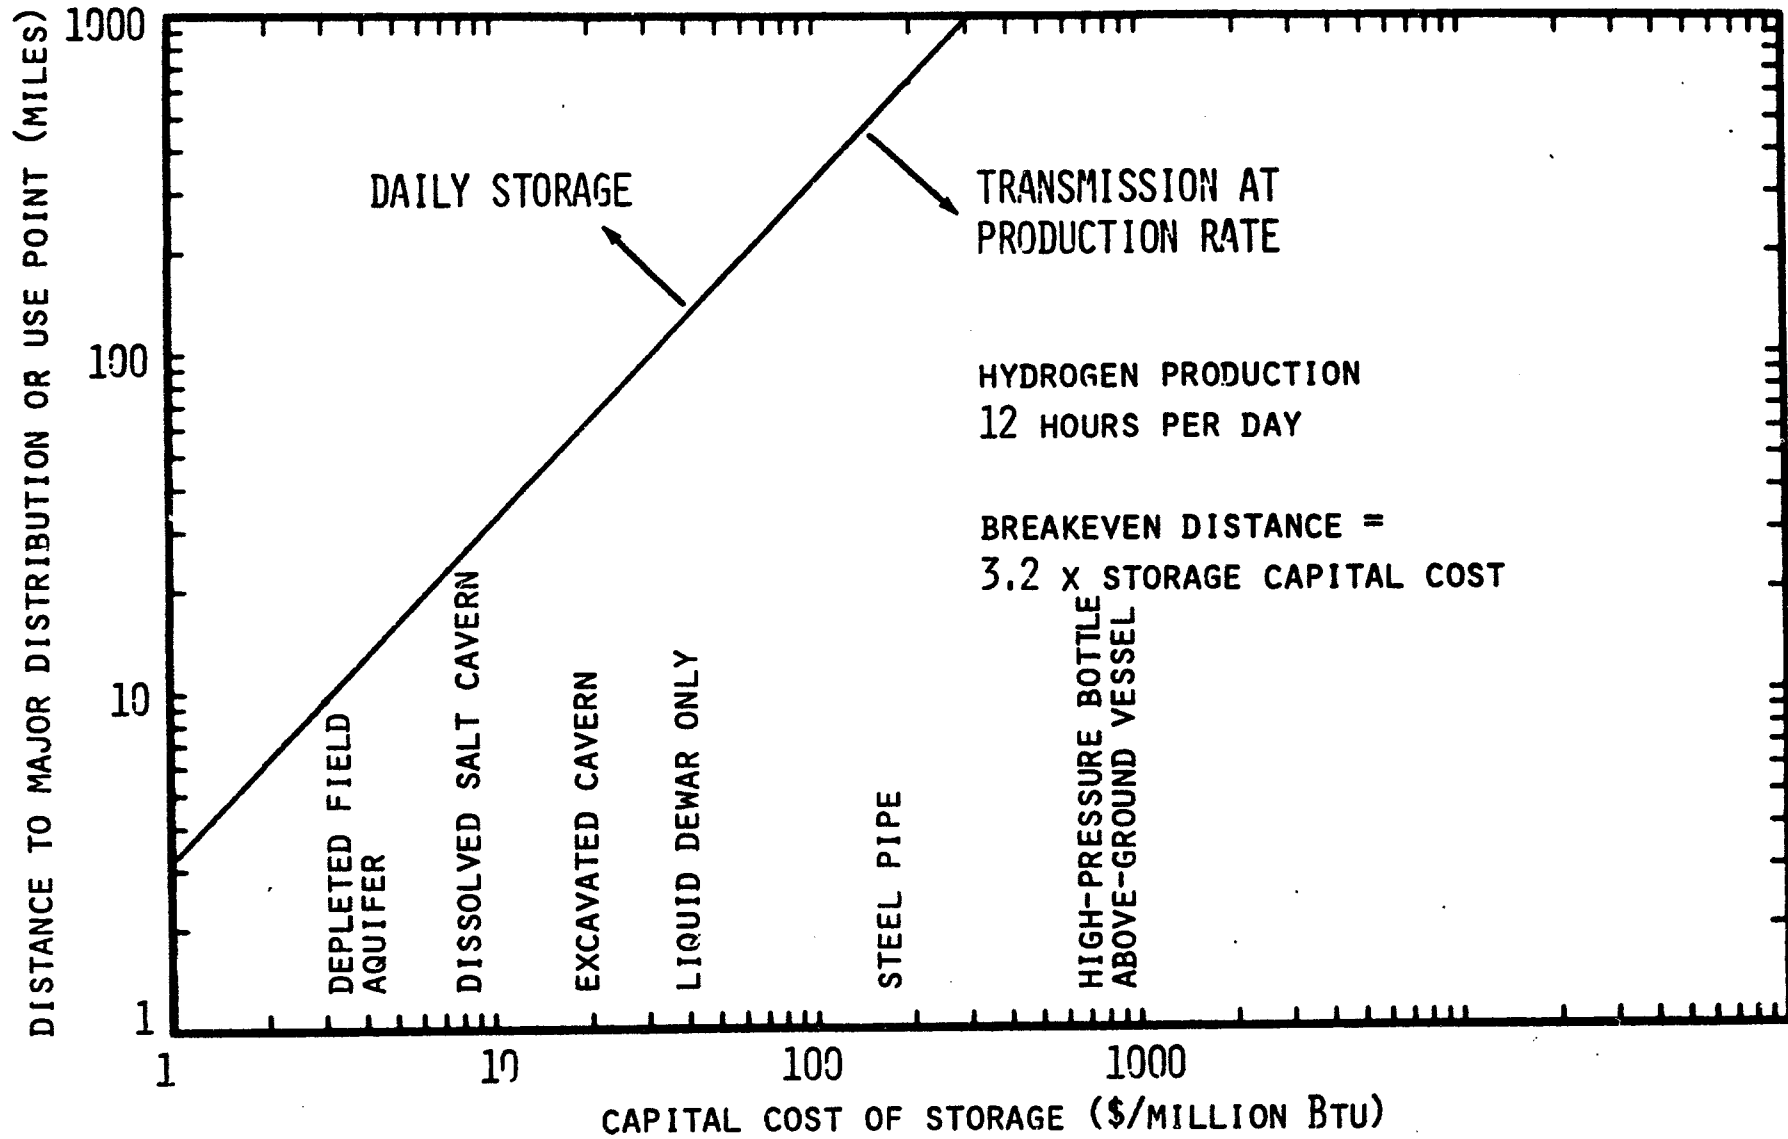 DISTANCE TO MAJOR DISTRIBUTION OR USE POINT (MILES)
1000
100
10
1
DAILY STORAGE
TRANSMISSION AT
PRODUCTION RATE
HYDROGEN PRODUCTION
12 HOURS PER DAY
BREAKEVEN DISTANCE =
3.2 X STORAGE CAPITAL COST
DEPLETED FIELD
AQUIFER
DISSOLVED SALT CAVERN
EXCAVATED CAVERN
LIQUID DEWAR ONLY
STEEL PIPE
HIGH-PRESSURE BOTTLE
ABOVE-GROUND VESSEL
1
10
100
1000
CAPITAL COST OF STORAGE ($/MILLION BTU)